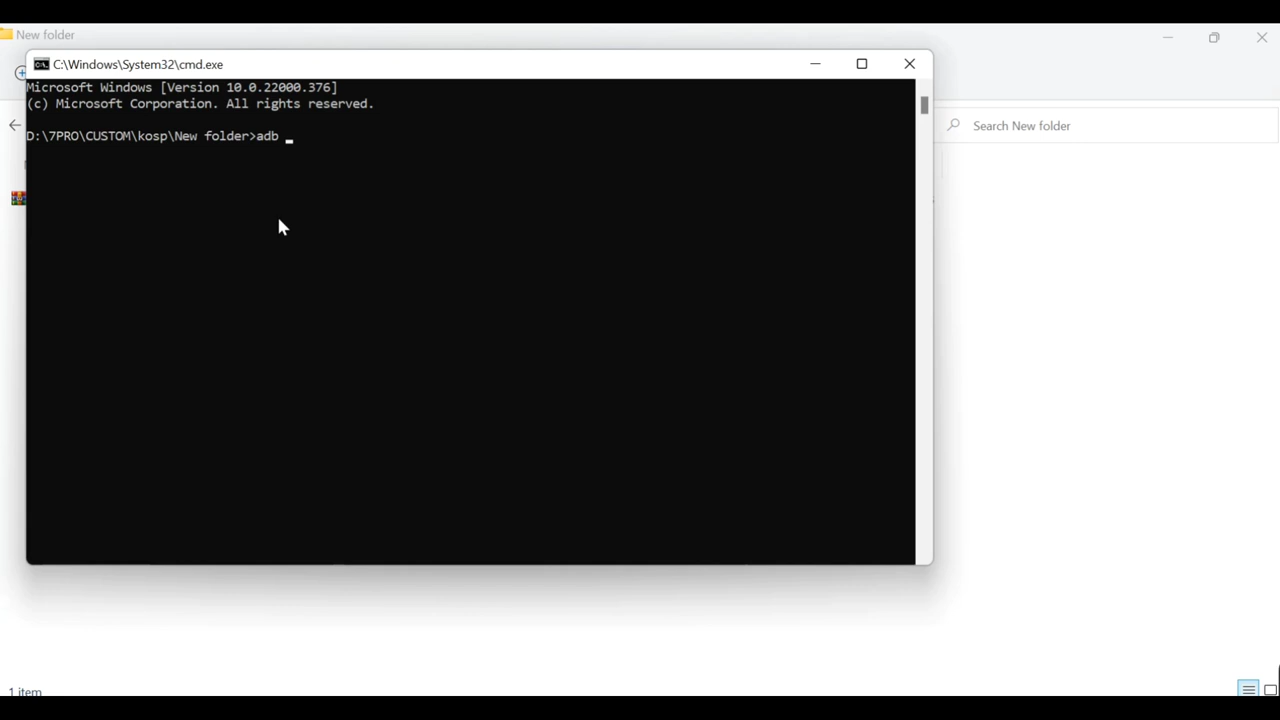 New folder
C:\Windows\System32\cmd.exe
Microsoft Windows [Version 10.0.22000.376]
(c) Microsoft Corporation. All rights reserved.
D:\7PRO\CUSTOM\kosp\New folder>adb
Search New folder
1 item